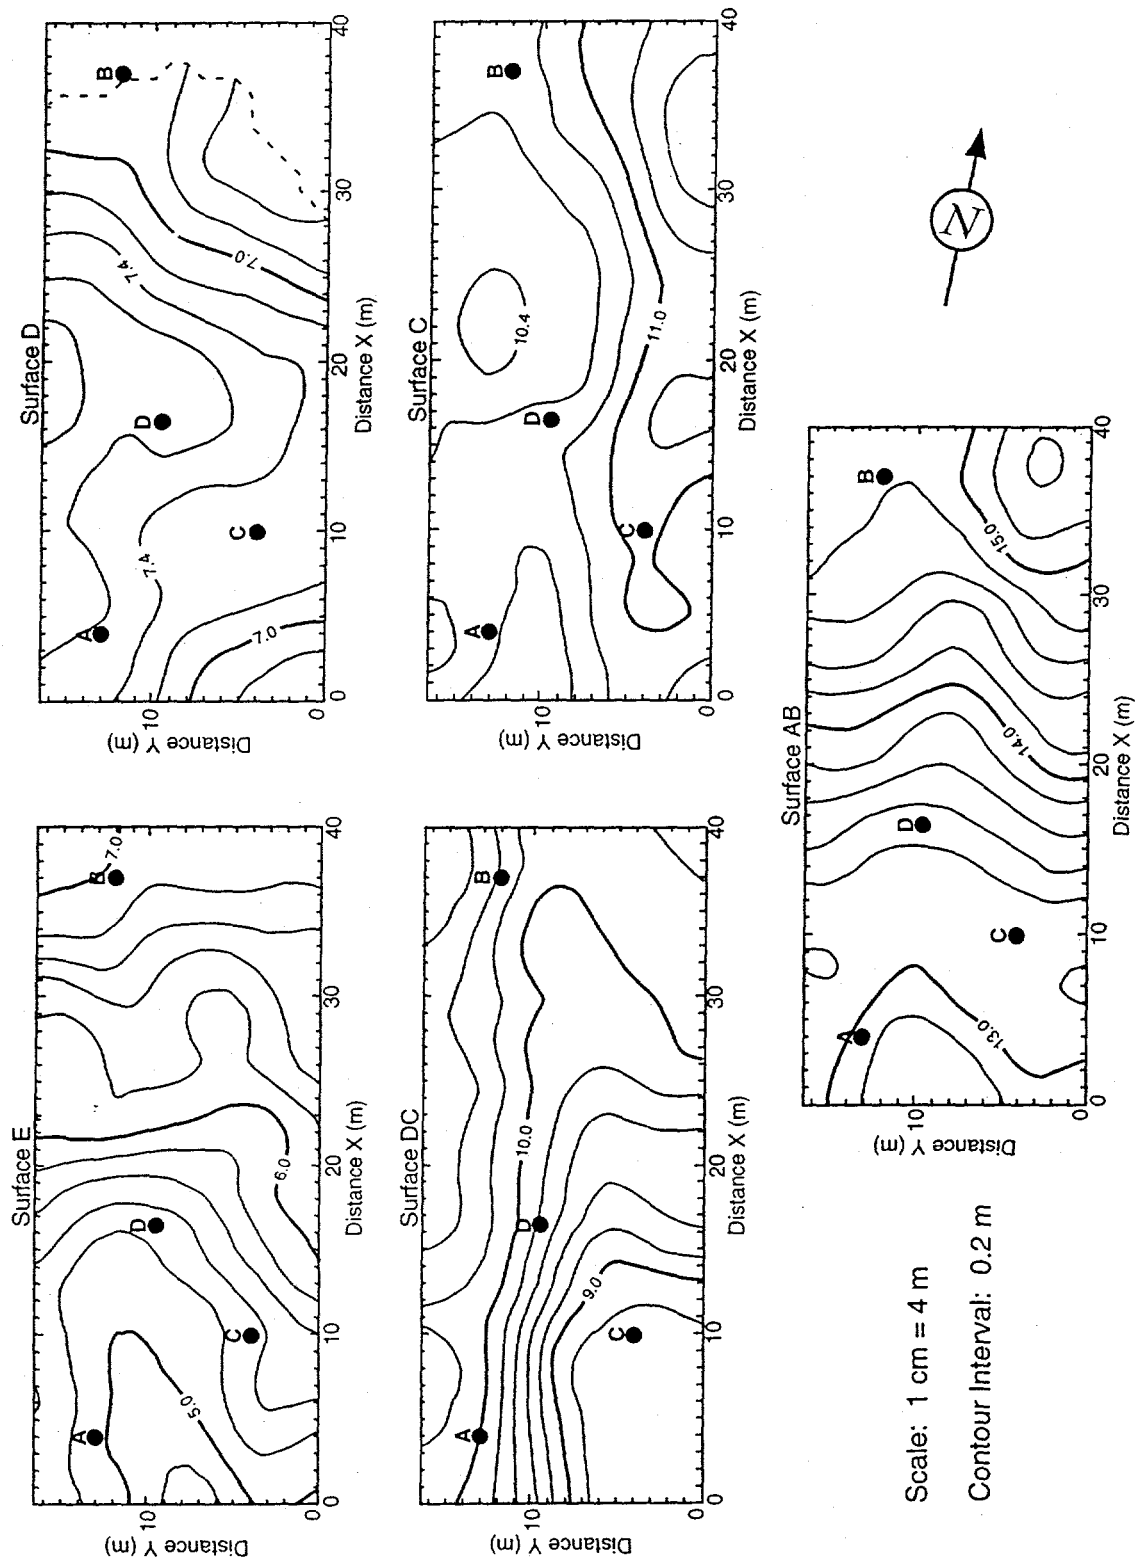 Surface E
Distance Y (m)
10
0
A
B
C
D
5.0
6.0
7.0
0 10 20 30 40
Distance X (m)
Surface D
Distance Y (m)
10
0
A
B
C
D
7.0
7.4
7.4
7.0
0 10 20 30 40
Distance X (m)
Surface DC
Distance Y (m)
10
0
A
B
C
D
9.0
10.0
0 10 20 30 40
Distance X (m)
Surface C
Distance Y (m)
10
0
A
B
C
D
10.4
11.0
0 10 20 30 40
Distance X (m)
Surface AB
Distance Y (m)
10
0
A
B
C
D
13.0
14.0
15.0
0 10 20 30 40
Distance X (m)
Scale: 1 cm = 4 m
Contour Interval: 0.2 m
N